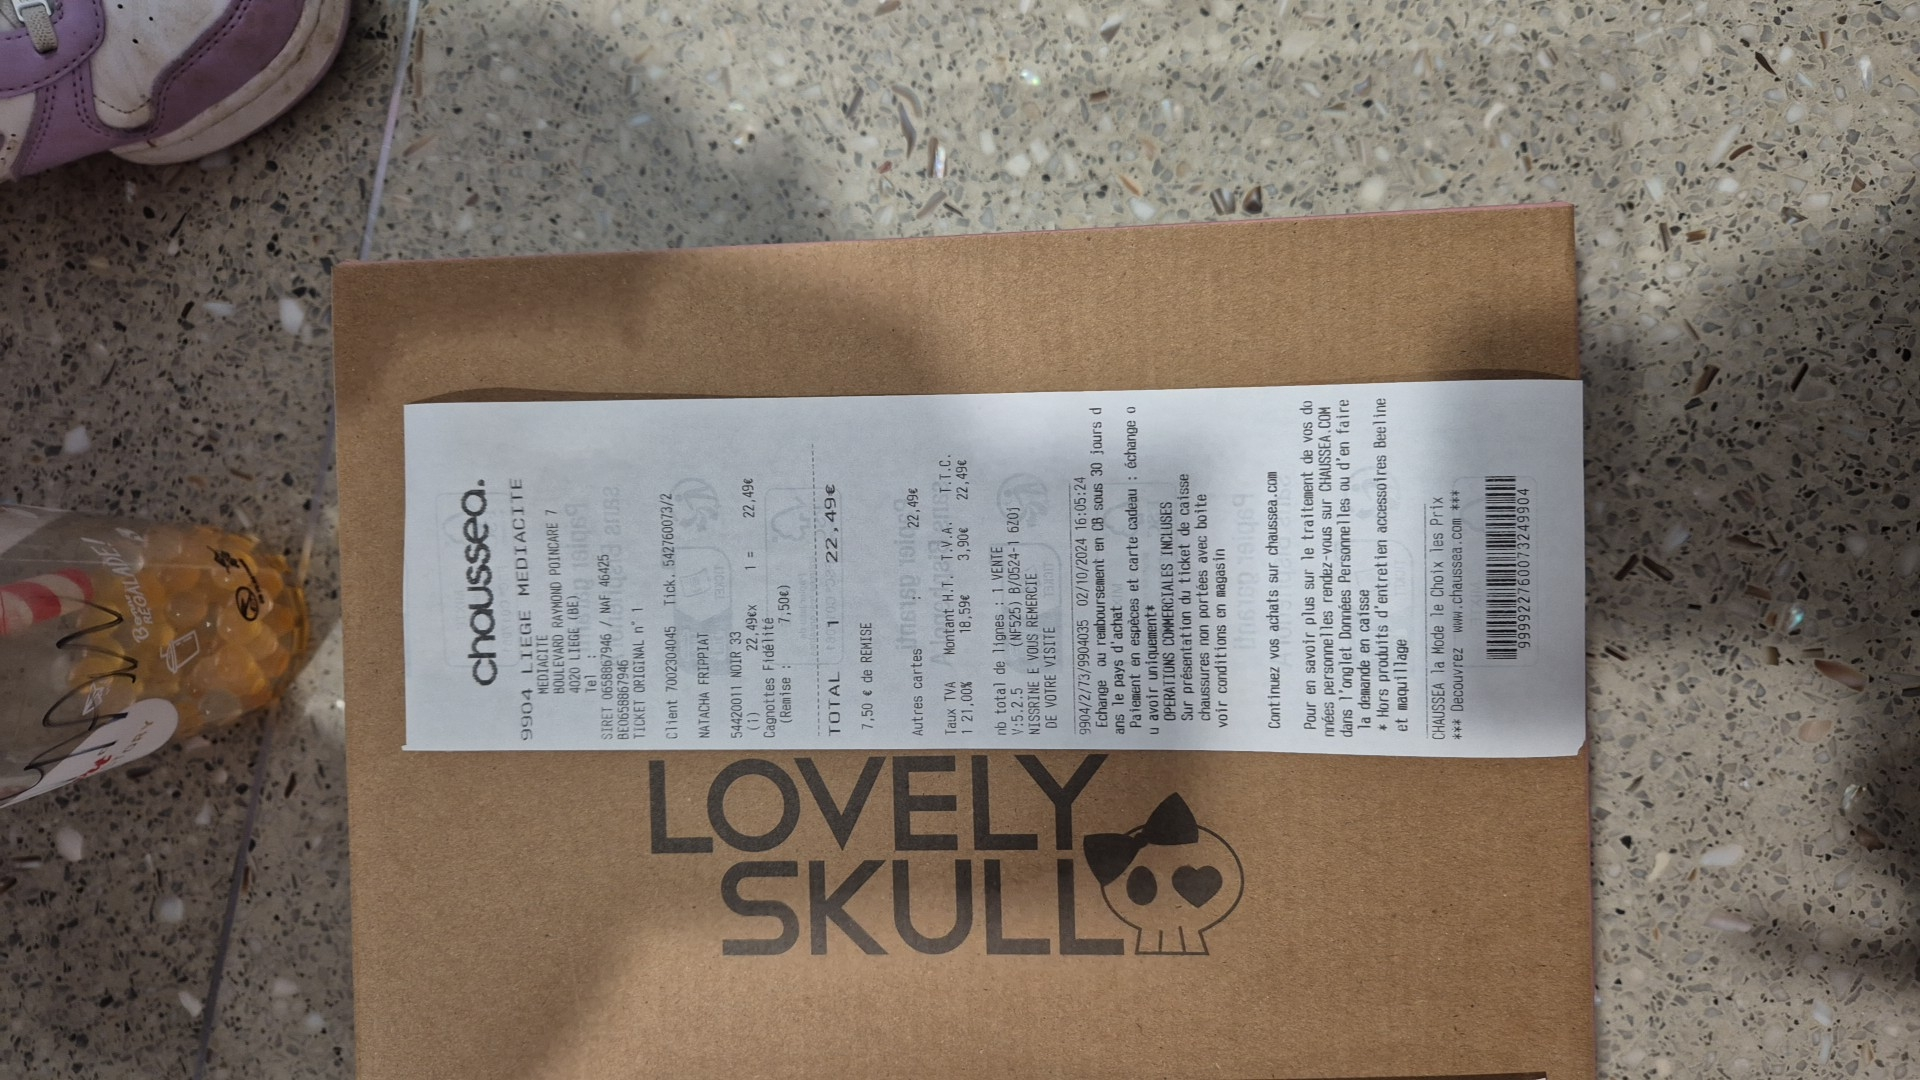 chaussea.
9904 LIEGE MEDIACITE
MEDIACITE
BOULEVARD RAYMOND POINCARE 7
4020 LIEGE (BE)
Tel :
SIRET 0658867946 / NAF 46425
BE0658867946
TICKET ORIGINAL n° 1
Client 7002304045 Tick. 542760073/2
NATACHA FRIPPIAT
54420011 NOIR 33
(i) 22,49€x 1 = 22,49€
Cagnottes Fidélité
(Remise : 7,50€)
TOTAL 1 22,49€
7,50 € de REMISE
Autres cartes : 22,49€
Taux TVA Montant H.T. T.V.A. T.T.C.
1 21,00% 18,59€ 3,90€ 22,49€
nb total de lignes : 1 VENTE
V:5.2.5 (NF525) B/0524-1 6ZOj
NISSRINE E VOUS REMERCIE
DE VOTRE VISITE
9904/2/73/9904035 02/10/2024 16:05:24
Echange ou remboursement en CB sous 30 jours d
ans le pays d'achat
Paiement en espèces et carte cadeau : échange o
u avoir uniquement*
OPERATIONS COMMERCIALES INCLUSES
Sur présentation du ticket de caisse
chaussures non portées avec boite
voir conditions en magasin
Continuez vos achats sur chaussea.com
Pour en savoir plus sur le traitement de vos do
nnées personnelles rendez-vous sur CHAUSSEA.COM
dans l'onglet Données Personnelles ou d'en faire
la demande en caisse
* Hors produits d'entretien accessoires Beeline
et maquillage
CHAUSSEA la Mode le Choix les Prix
*** Decouvrez www.chaussea.com ***
999922760073249904
LOVELY
SKULL